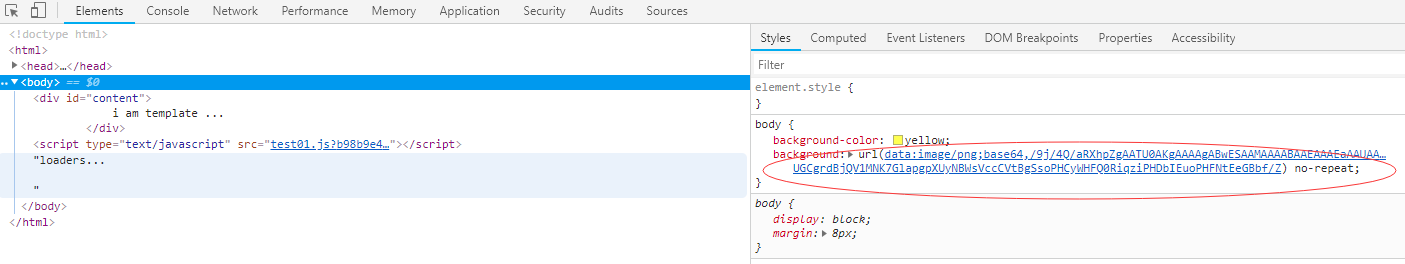 Elements Console Network Performance Memory Application Security Audits Sources
<!doctype html>
<html>
<head>…</head>
<body> == $0
<div id="content">
i am template ...
</div>
<script type="text/javascript" src="test01.js?b98b9e4…"></script>
"loaders...
"
</body>
</html>
Styles Computed Event Listeners DOM Breakpoints Properties Accessibility
Filter
element.style {
}
body {
background-color: yellow;
background: url(data:image/png;base64,/9j/4Q/aRXhpZgAATU0AKgAAAAgABwESAAMAAAABAAEAAAEaAAUAA…
UGCgrdBjQV1MNK7GlapgpXUyNBWsVccCVtBgSsoPHCyWHFQ0RiqziPHDbIEuoPHFNtEeGBbf/Z) no-repeat;
}
body {
display: block;
margin: 8px;
}